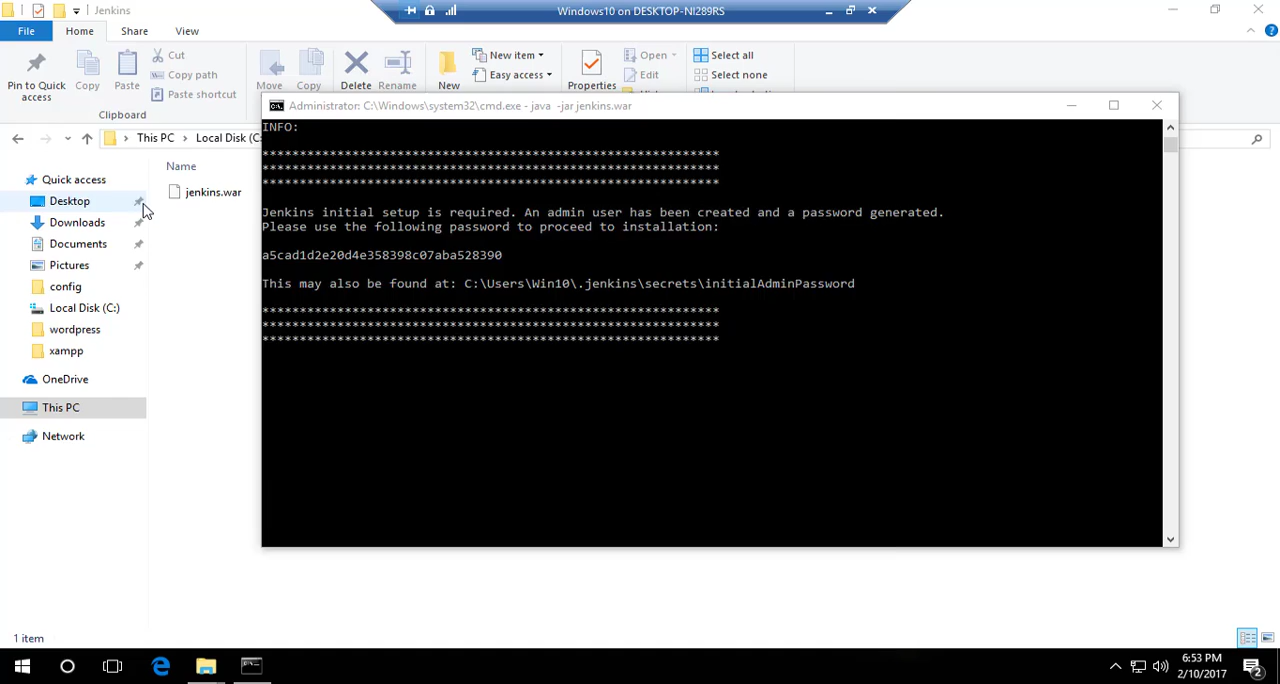 Jenkins
Windows10 on DESKTOP-NI289RS
File
Home
Share
View
Pin to Quick access
Copy
Paste
Cut
Copy path
Paste shortcut
Clipboard
Move
Copy
Delete
Rename
New
New item
Easy access
Properties
Open
Edit
Select all
Select none
This PC
Local Disk (C:
Administrator: C:\Windows\system32\cmd.exe - java  -jar jenkins.war
INFO:
*************************************************************
*************************************************************
*************************************************************
Jenkins initial setup is required. An admin user has been created and a password generated.
Please use the following password to proceed to installation:
a5cad1d2e20d4e358398c07aba528390
This may also be found at: C:\Users\Win10\.jenkins\secrets\initialAdminPassword
*************************************************************
*************************************************************
*************************************************************
Name
jenkins.war
Quick access
Desktop
Downloads
Documents
Pictures
config
Local Disk (C:)
wordpress
xampp
OneDrive
This PC
Network
1 item
6:53 PM
2/10/2017
2